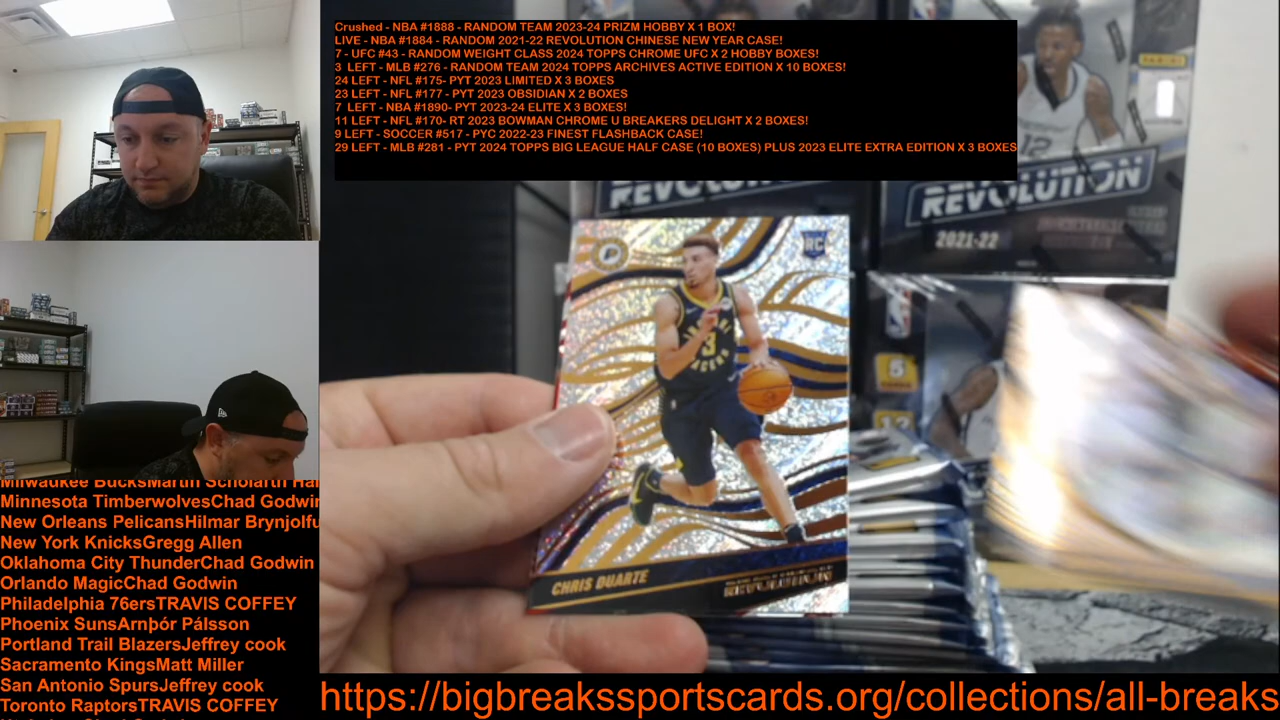 Crushed - NBA #1888 - RANDOM TEAM 2023-24 PRIZM HOBBY X 1 BOX!
LIVE - NBA #1884 - RANDOM 2021-22 REVOLUTION CHINESE NEW YEAR CASE!
7 - UFC #43 - RANDOM WEIGHT CLASS 2024 TOPPS CHROME UFC X 2 HOBBY BOXES!
3 LEFT - MLB #276 - RANDOM TEAM 2024 TOPPS ARCHIVES ACTIVE EDITION X 10 BOXES!
24 LEFT - NFL #175- PYT 2023 LIMITED X 3 BOXES
23 LEFT - NFL #177 - PYT 2023 OBSIDIAN X 2 BOXES
7 LEFT - NBA #1890- PYT 2023-24 ELITE X 3 BOXES!
11 LEFT - NFL #170- RT 2023 BOWMAN CHROME U BREAKERS DELIGHT X 2 BOXES!
9 LEFT - SOCCER #517 - PYC 2022-23 FINEST FLASHBACK CASE!
29 LEFT - MLB #281 - PYT 2024 TOPPS BIG LEAGUE HALF CASE (10 BOXES) PLUS 2023 ELITE EXTRA EDITION X 3 BOXES
PANINI
12
REVOLUTION
REVOLUTION
2021-22
RC
3
5
CHRIS DUARTE
REVOLUTION
Milwaukee BucksMartin
Minnesota TimberwolvesChad Godwin
New Orleans PelicansHilmar Brynjolfu
New York KnicksGregg Allen
Oklahoma City ThunderChad Godwin
Orlando MagicChad Godwin
Philadelphia 76ersTRAVIS COFFEY
Phoenix SunsArnþór Pálsson
Portland Trail BlazersJeffrey cook
Sacramento KingsMatt Miller
San Antonio SpursJeffrey cook
Toronto RaptorsTRAVIS COFFEY
https://bigbreakssportscards.org/collections/all-breaks